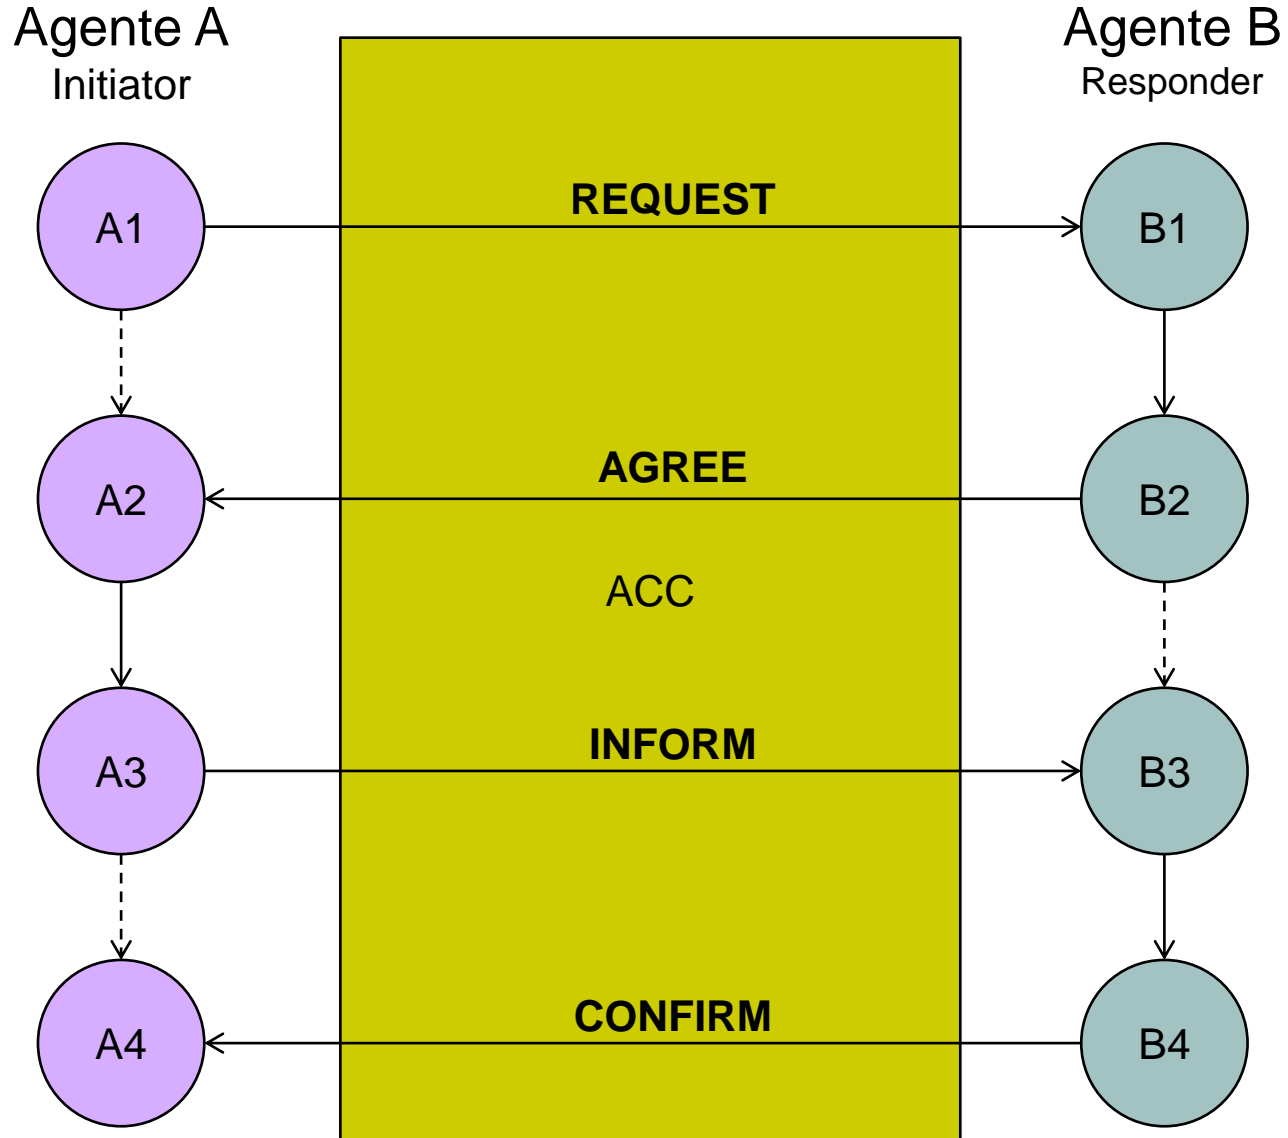 Agente A
Initiator
Agente B
Responder
A1
REQUEST
B1
A2
AGREE
B2
ACC
A3
INFORM
B3
A4
CONFIRM
B4